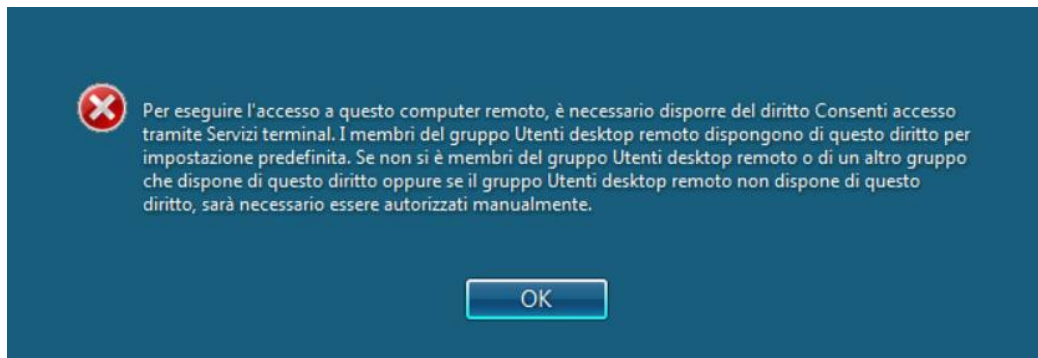 Per eseguire l'accesso a questo computer remoto, è necessario disporre del diritto Consenti accesso
tramite Servizi terminal. I membri del gruppo Utenti desktop remoto dispongono di questo diritto per
impostazione predefinita. Se non si è membri del gruppo Utenti desktop remoto o di un altro gruppo
che dispone di questo diritto oppure se il gruppo Utenti desktop remoto non dispone di questo
diritto, sarà necessario essere autorizzati manualmente.
OK